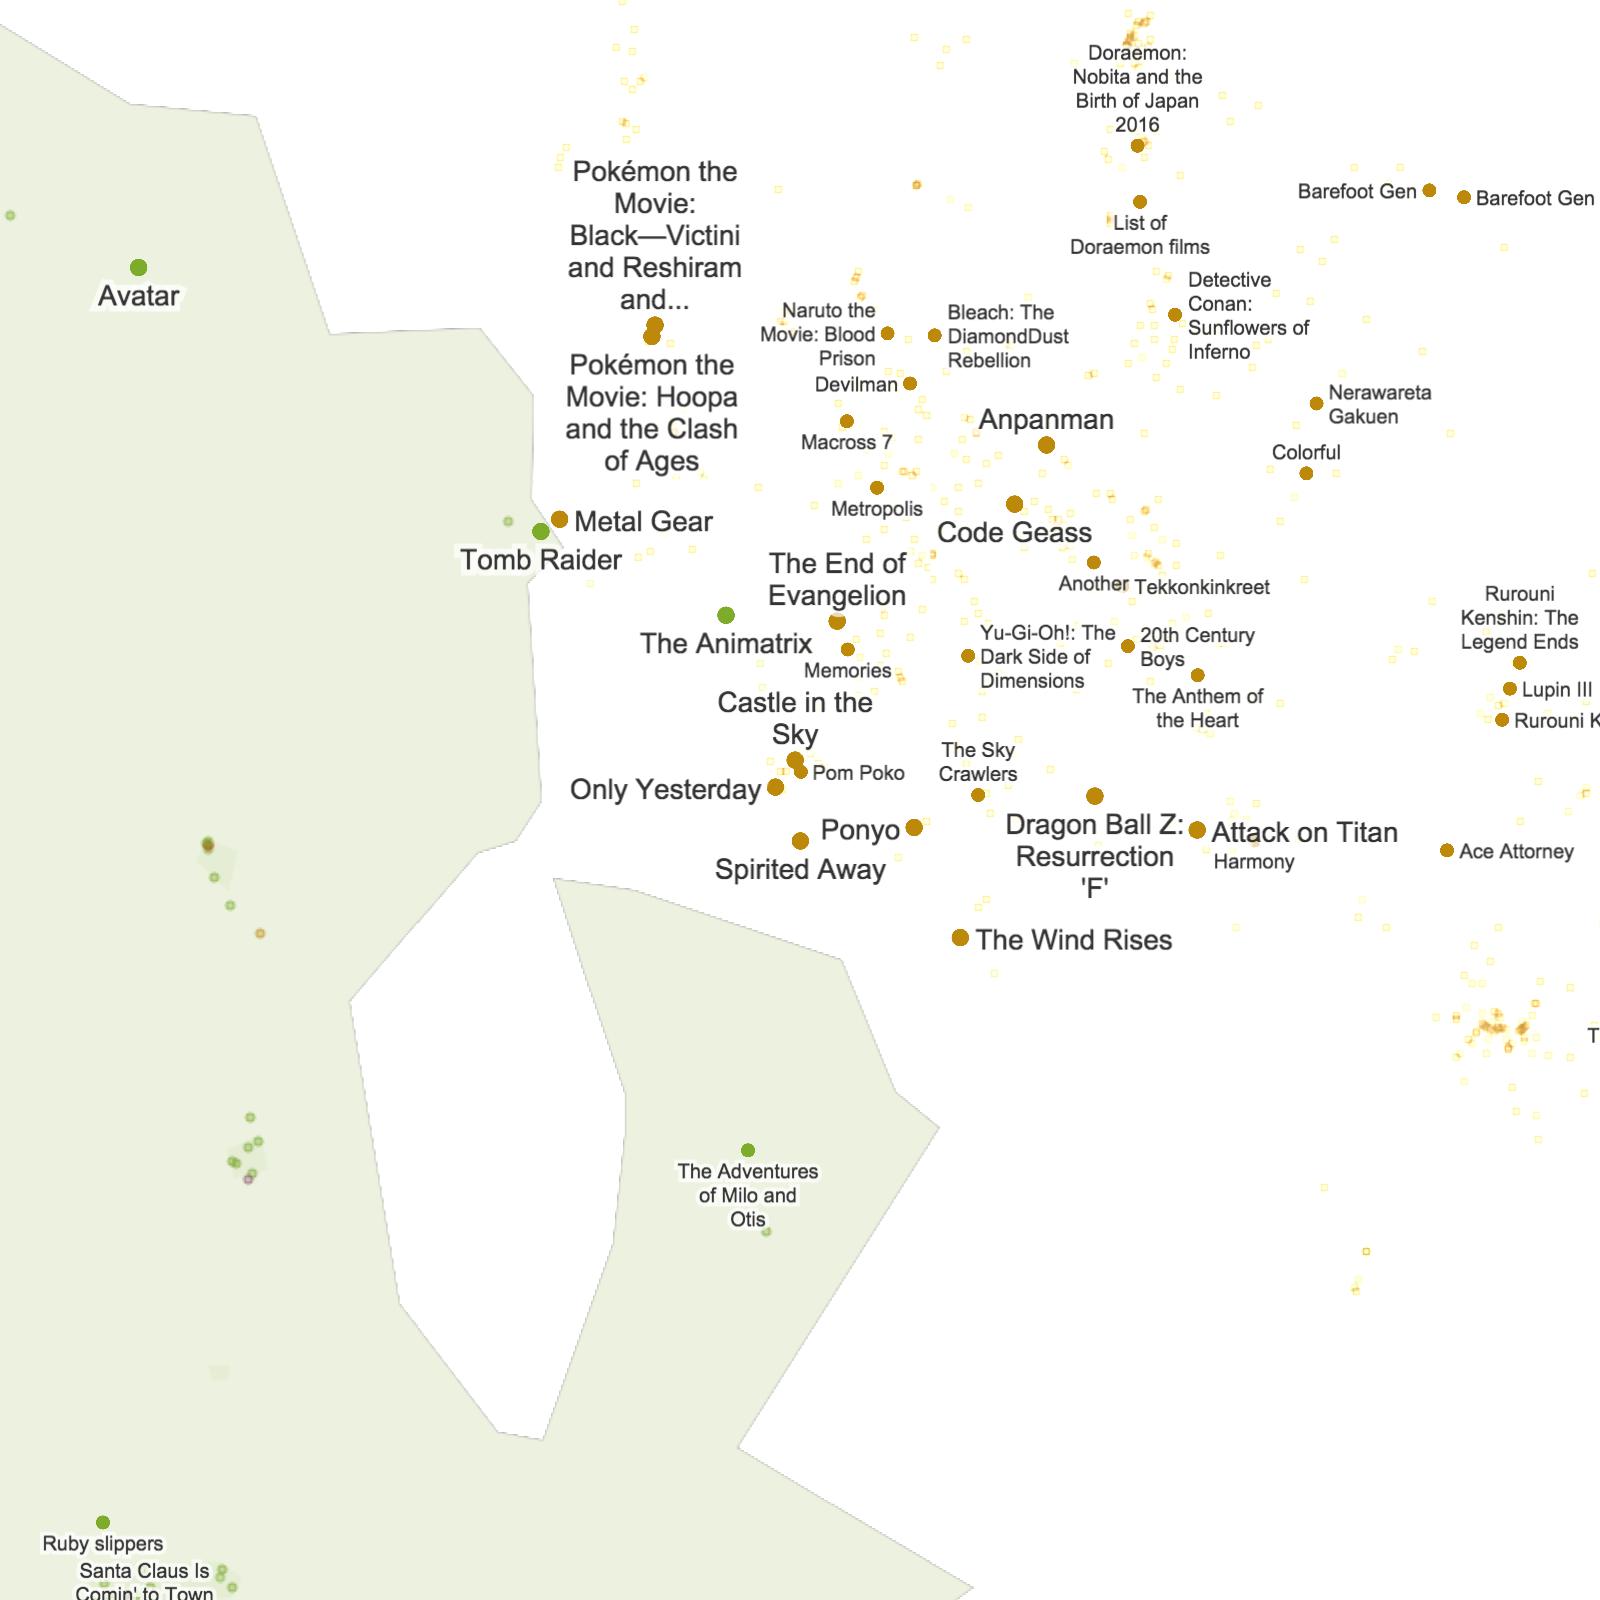 Doraemon:
Nobita and the
Birth of Japan
2016
Pokémon the
Movie:
Black—Victini
and Reshiram
and...
Barefoot Gen
Barefoot Gen
List of
Doraemon films
Avatar
Detective
Conan:
Sunflowers of
Inferno
Naruto the
Movie: Blood
Prison
Bleach: The
DiamondDust
Rebellion
Pokémon the
Movie: Hoopa
and the Clash
of Ages
Devilman
Nerawareta
Gakuen
Anpanman
Macross 7
Colorful
Metropolis
Metal Gear
Code Geass
Tomb Raider
The End of
Evangelion
Another
Tekkonkinkreet
Rurouni
Kenshin: The
Legend Ends
The Animatrix
Yu-Gi-Oh!: The
Dark Side of
Dimensions
20th Century
Boys
Memories
Lupin III
The Anthem of
the Heart
Castle in the
Sky
Rurouni K
The Sky
Crawlers
Pom Poko
Only Yesterday
Ponyo
Dragon Ball Z:
Resurrection
'F'
Attack on Titan
Harmony
Ace Attorney
Spirited Away
The Wind Rises
T
The Adventures
of Milo and
Otis
Ruby slippers
Santa Claus Is
Comin' to Town